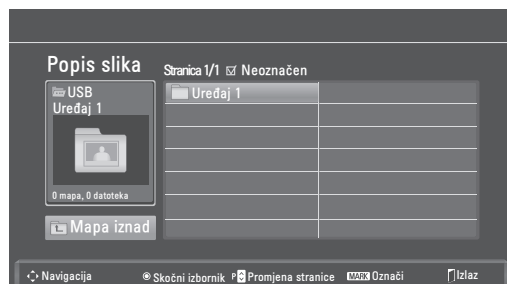 Popis slika
Stranica 1/1 Neoznačen
USB
Uređaj 1
0 mapa, 0 datoteka
Mapa iznad
Uređaj 1
Navigacija Skočni izbornik P Promjena stranice MARK Označi Izlaz